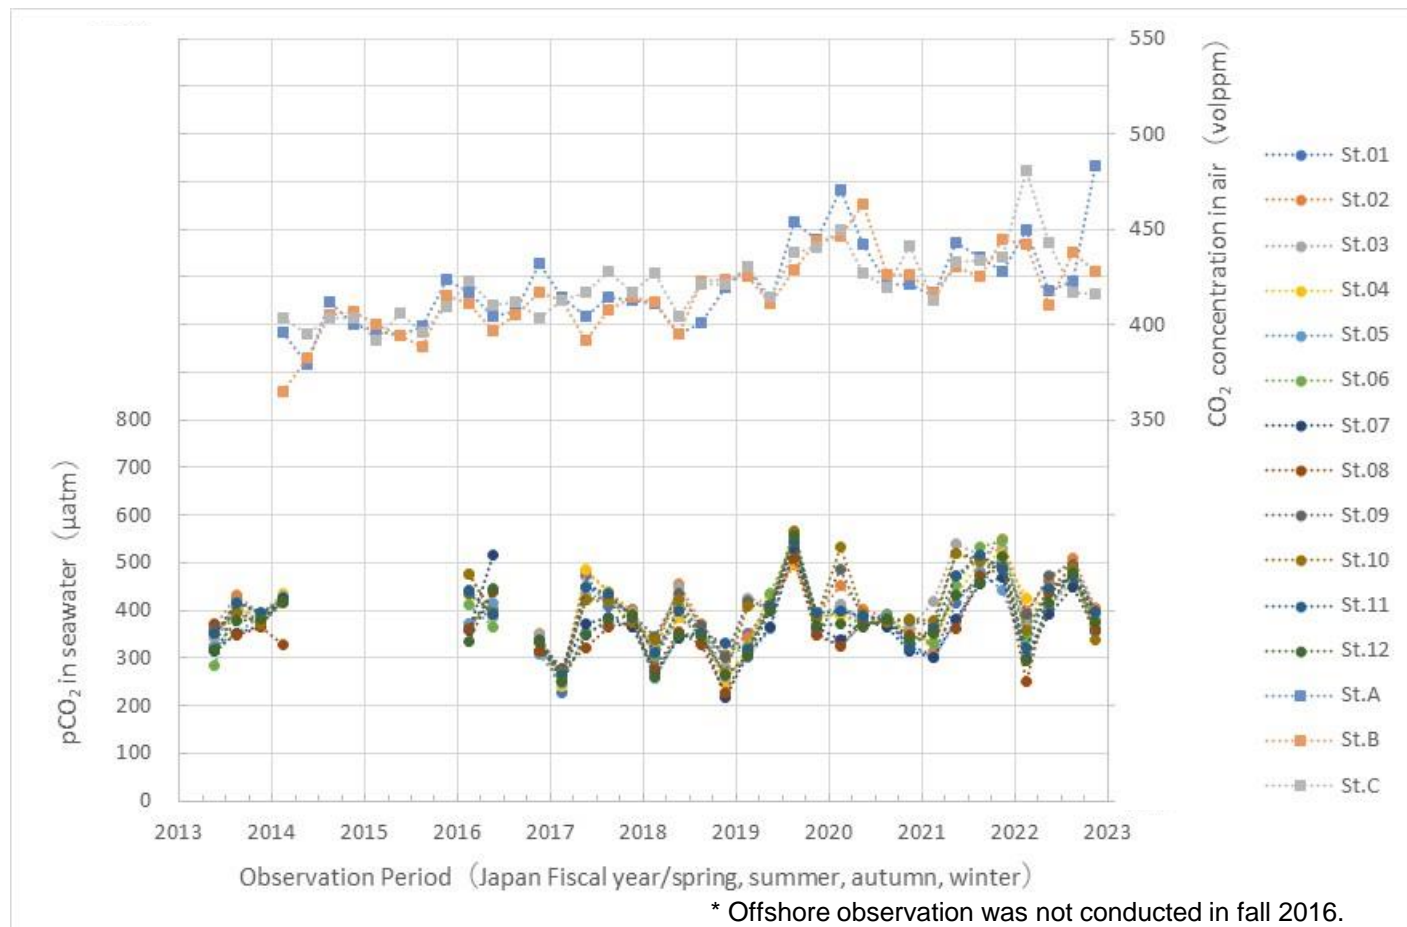 550
500
450
400
350
CO₂ concentration in air （volppm）
800
700
600
500
400
300
200
100
0
pCO₂ in seawater （μatm）
2013 2014 2015 2016 2017 2018 2019 2020 2021 2022 2023
Observation Period （Japan Fiscal year/spring, summer, autumn, winter）
* Offshore observation was not conducted in fall 2016.
St.01
St.02
St.03
St.04
St.05
St.06
St.07
St.08
St.09
St.10
St.11
St.12
St.A
St.B
St.C